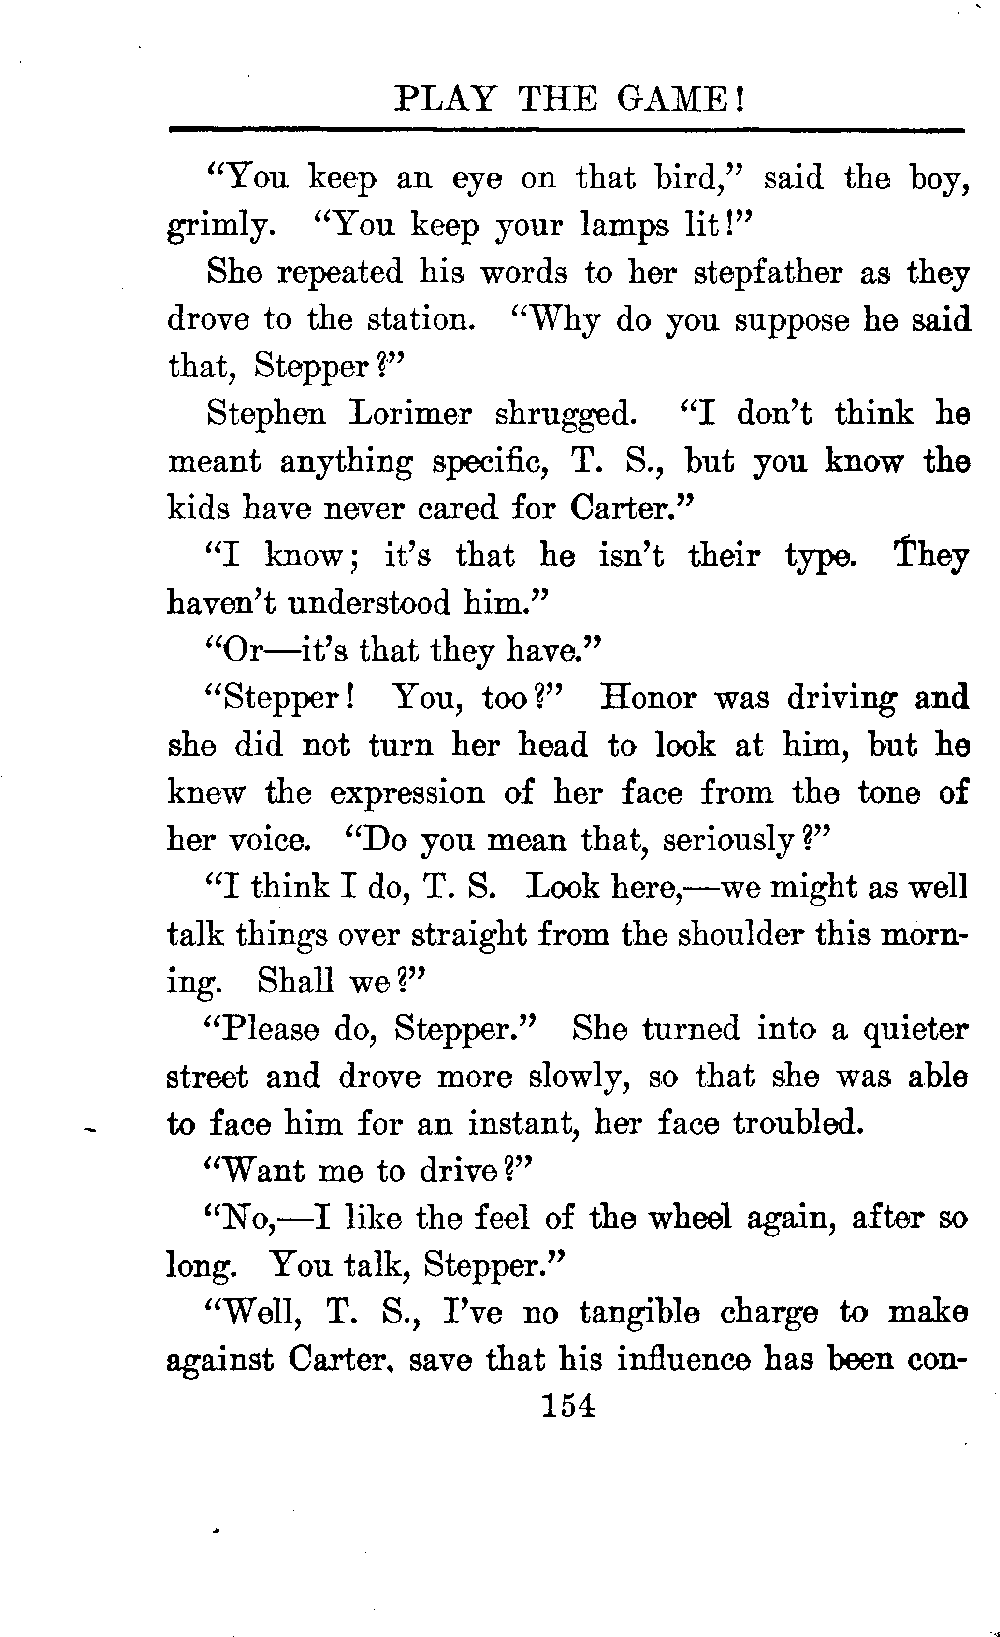 PLAY THE GAME!
"You keep an eye on that bird," said the boy,
grimly. "You keep your lamps lit!"
She repeated his words to her stepfather as they
drove to the station. "Why do you suppose he said
that, Stepper?"
Stephen Lorimer shrugged. "I don't think he
meant anything specific, T. S., but you know the
kids have never cared for Carter."
"I know; it's that he isn't their type. They
haven't understood him."
"Or—it's that they have."
"Stepper! You, too?" Honor was driving and
she did not turn her head to look at him, but he
knew the expression of her face from the tone of
her voice. "Do you mean that, seriously?"
"I think I do, T. S. Look here,—we might as well
talk things over straight from the shoulder this morn-
ing. Shall we?"
"Please do, Stepper." She turned into a quieter
street and drove more slowly, so that she was able
to face him for an instant, her face troubled.
"Want me to drive?"
"No,—I like the feel of the wheel again, after so
long. You talk, Stepper."
"Well, T. S., I've no tangible charge to make
against Carter, save that his influence has been con-
154